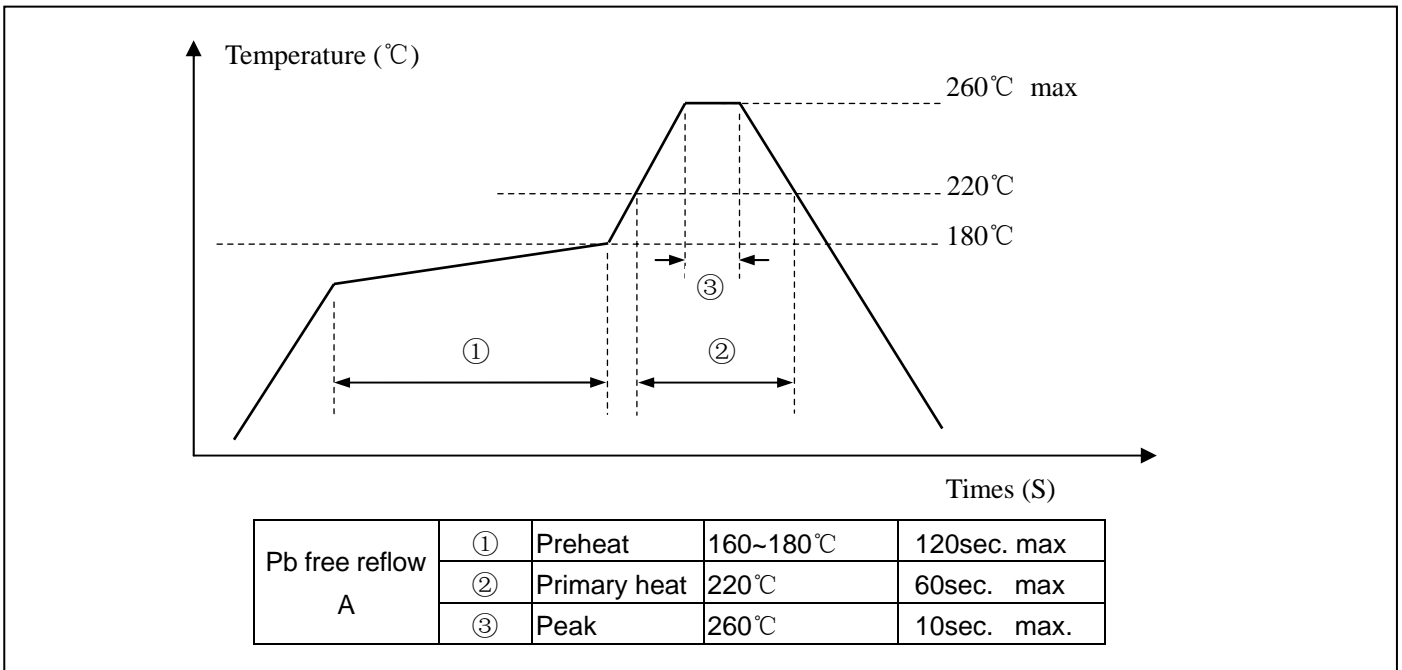 Temperature (℃)
260℃ max
220℃
180℃
③
① ②
Times (S)
Pb free reflow A
① Preheat 160~180℃ 120sec. max
② Primary heat 220℃ 60sec. max
③ Peak 260℃ 10sec. max.